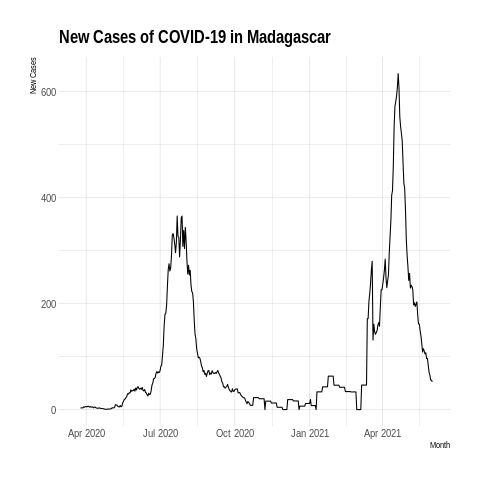 New Cases of COVID-19 in Madagascar
New Cases
600
400
200
0
Apr 2020 Jul 2020 Oct 2020 Jan 2021 Apr 2021
Month